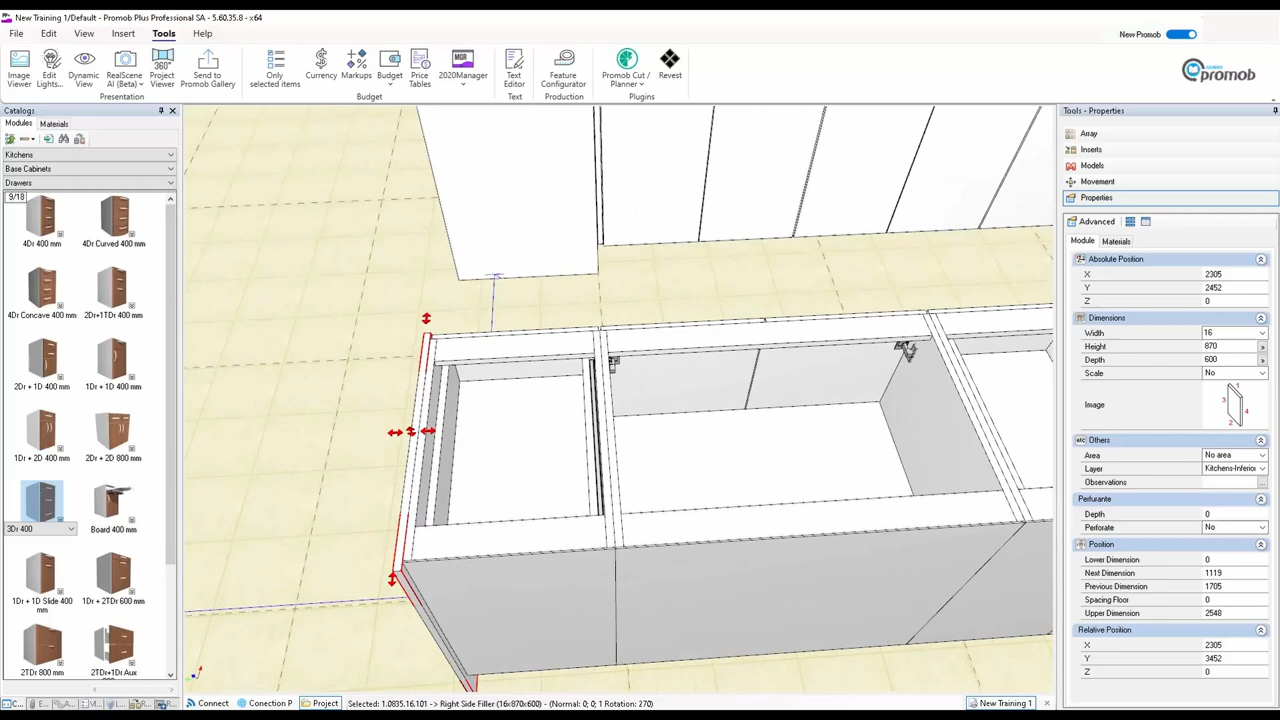 New Training 1/Default - Promob Plus Professional SA - 5.60.35.8 - x64
File Edit View Insert Tools Help
New Promob
Image Viewer
Edit Lights...
Dynamic View
RealScene AI (Beta)
Project Viewer
Send to Promob Gallery
Presentation
Only selected items
Currency
Markups
Budget
Price Tables
2020Manager
Budget
Text Editor
Text
Feature Configurator
Production
Promob Cut / Planner
Revest
Plugins
promob
Catalogs
Modules Materials
Kitchens
Base Cabinets
Drawers
9/18
4Dr 400 mm
4Dr Curved 400 mm
4Dr Concave 400 mm
2Dr+1TDr 400 mm
2Dr + 1D 400 mm
1Dr + 1D 400 mm
1Dr + 2D 400 mm
2Dr + 2D 800 mm
3Dr 400
Board 400 mm
1Dr + 1D Slide 400 mm
1Dr + 2TDr 600 mm
2TDr 800 mm
2TDr+1Dr Aux
Connect
Conection P
Project
Selected: 1.0835.16.101 -> Right Side Filler (16x870x600) - (Normal: 0; 0; 1 Rotation: 270)
New Training 1
Tools - Properties
Array
Inserts
Models
Movement
Properties
Advanced
Module Materials
Absolute Position
X 2305
Y 2452
Z 0
Dimensions
Width 16
Height 870
Depth 600
Scale No
Image
1
3
4
2
etc Others
Area No area
Layer Kitchens-Inferior
Observations
Perfurante
Depth 0
Perforate No
Position
Lower Dimension 0
Next Dimension 1119
Previous Dimension 1705
Spacing Floor 0
Upper Dimension 2548
Relative Position
X 2305
Y 3452
Z 0